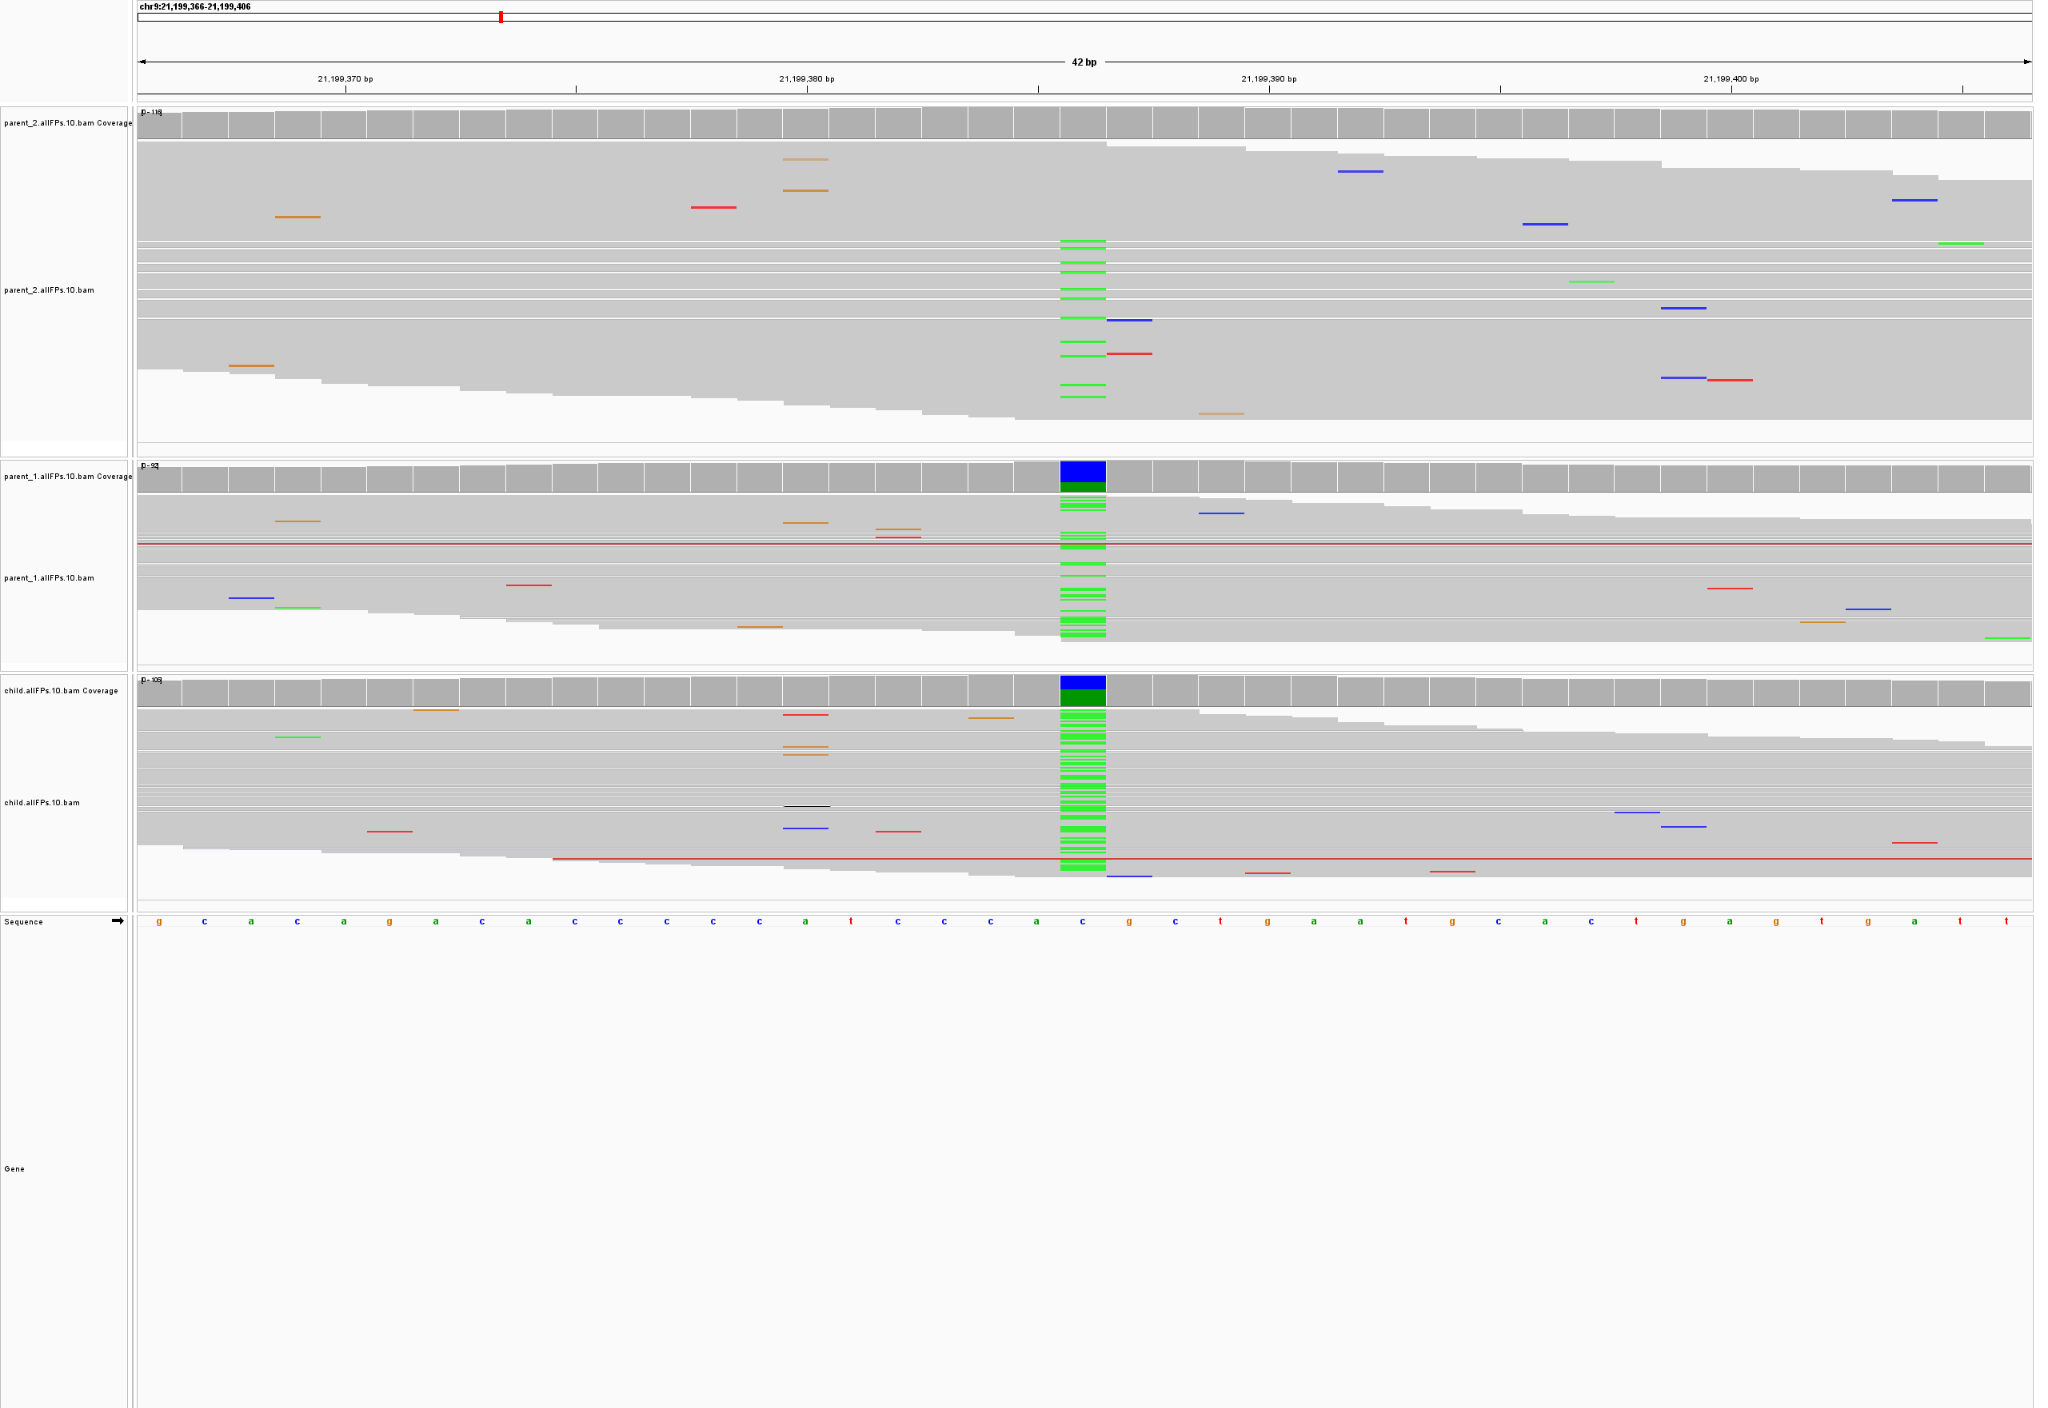 chr9:21,199,366-21,199,406
42 bp
21,199,370 bp 21,199,380 bp 21,199,390 bp 21,199,400 bp
parent_2.allFPs.10.bam Coverage
[0 - 118]
parent_2.allFPs.10.bam
parent_1.allFPs.10.bam Coverage
[0 - 92]
parent_1.allFPs.10.bam
child.allFPs.10.bam Coverage
[0 - 105]
child.allFPs.10.bam
Sequence g c a c a g a c a c c c c c a t c c c a c g c t g a a t g c a c t g a g t g a t t
Gene